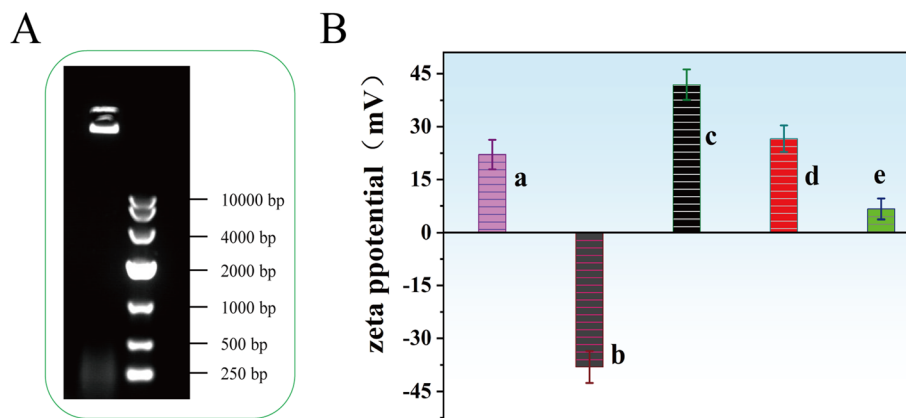 A
10000 bp
4000 bp
2000 bp
1000 bp
500 bp
250 bp
B
zeta ppotential (mV)
45
30
15
0
-15
-30
-45
a
b
c
d
e